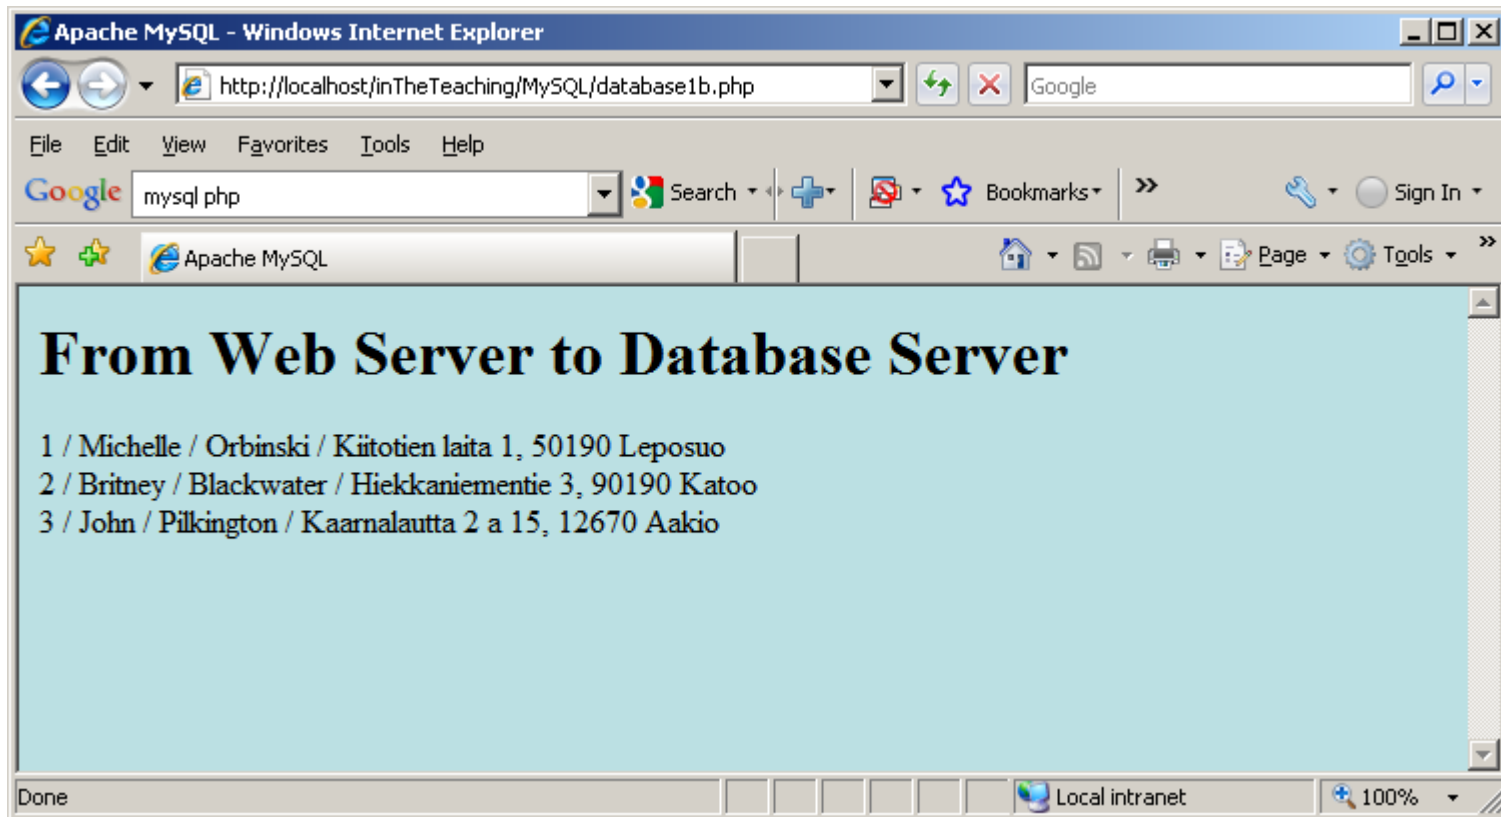 Apache MySQL - Windows Internet Explorer
http://localhost/inTheTeaching/MySQL/database1b.php Google
File Edit View Favorites Tools Help
Google mysql php Search Bookmarks Sign In
Apache MySQL Page Tools
From Web Server to Database Server
1 / Michelle / Orbinski / Kiitotien laita 1, 50190 Leposuo
2 / Britney / Blackwater / Hiekkaniementie 3, 90190 Katoo
3 / John / Pilkington / Kaarnalautta 2 a 15, 12670 Aakio
Done Local intranet 100%